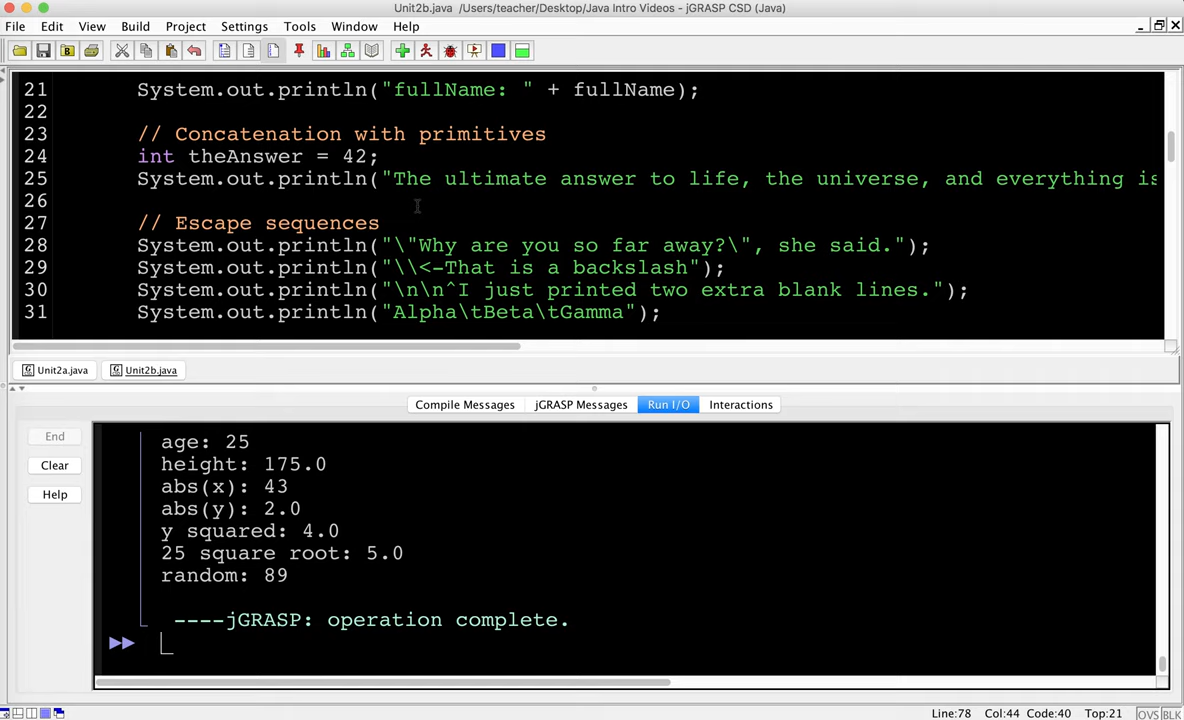 Unit2b.java /Users/teacher/Desktop/Java Intro Videos - jGRASP CSD (Java)
File Edit View Build Project Settings Tools Window Help
21 System.out.println("fullName: " + fullName);
22
23 // Concatenation with primitives
24 int theAnswer = 42;
25 System.out.println("The ultimate answer to life, the universe, and everything is
26
27 // Escape sequences
28 System.out.println("\"Why are you so far away?\", she said.");
29 System.out.println("\\<-That is a backslash");
30 System.out.println("\n\n^I just printed two extra blank lines.");
31 System.out.println("Alpha\tBeta\tGamma");
Unit2a.java Unit2b.java
Compile Messages jGRASP Messages Run I/O Interactions
End
Clear
Help
age: 25
height: 175.0
abs(x): 43
abs(y): 2.0
y squared: 4.0
25 square root: 5.0
random: 89
----jGRASP: operation complete.
Line:78 Col:44 Code:40 Top:21 OVS BLK